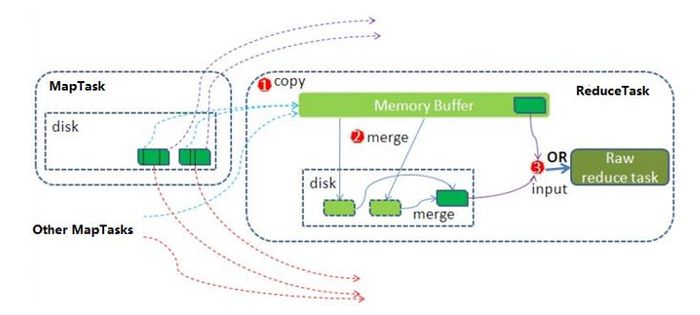 MapTask
disk
Other MapTasks
1 copy
ReduceTask
Memory Buffer
2 merge
disk
merge
3
OR
input
Raw
reduce task